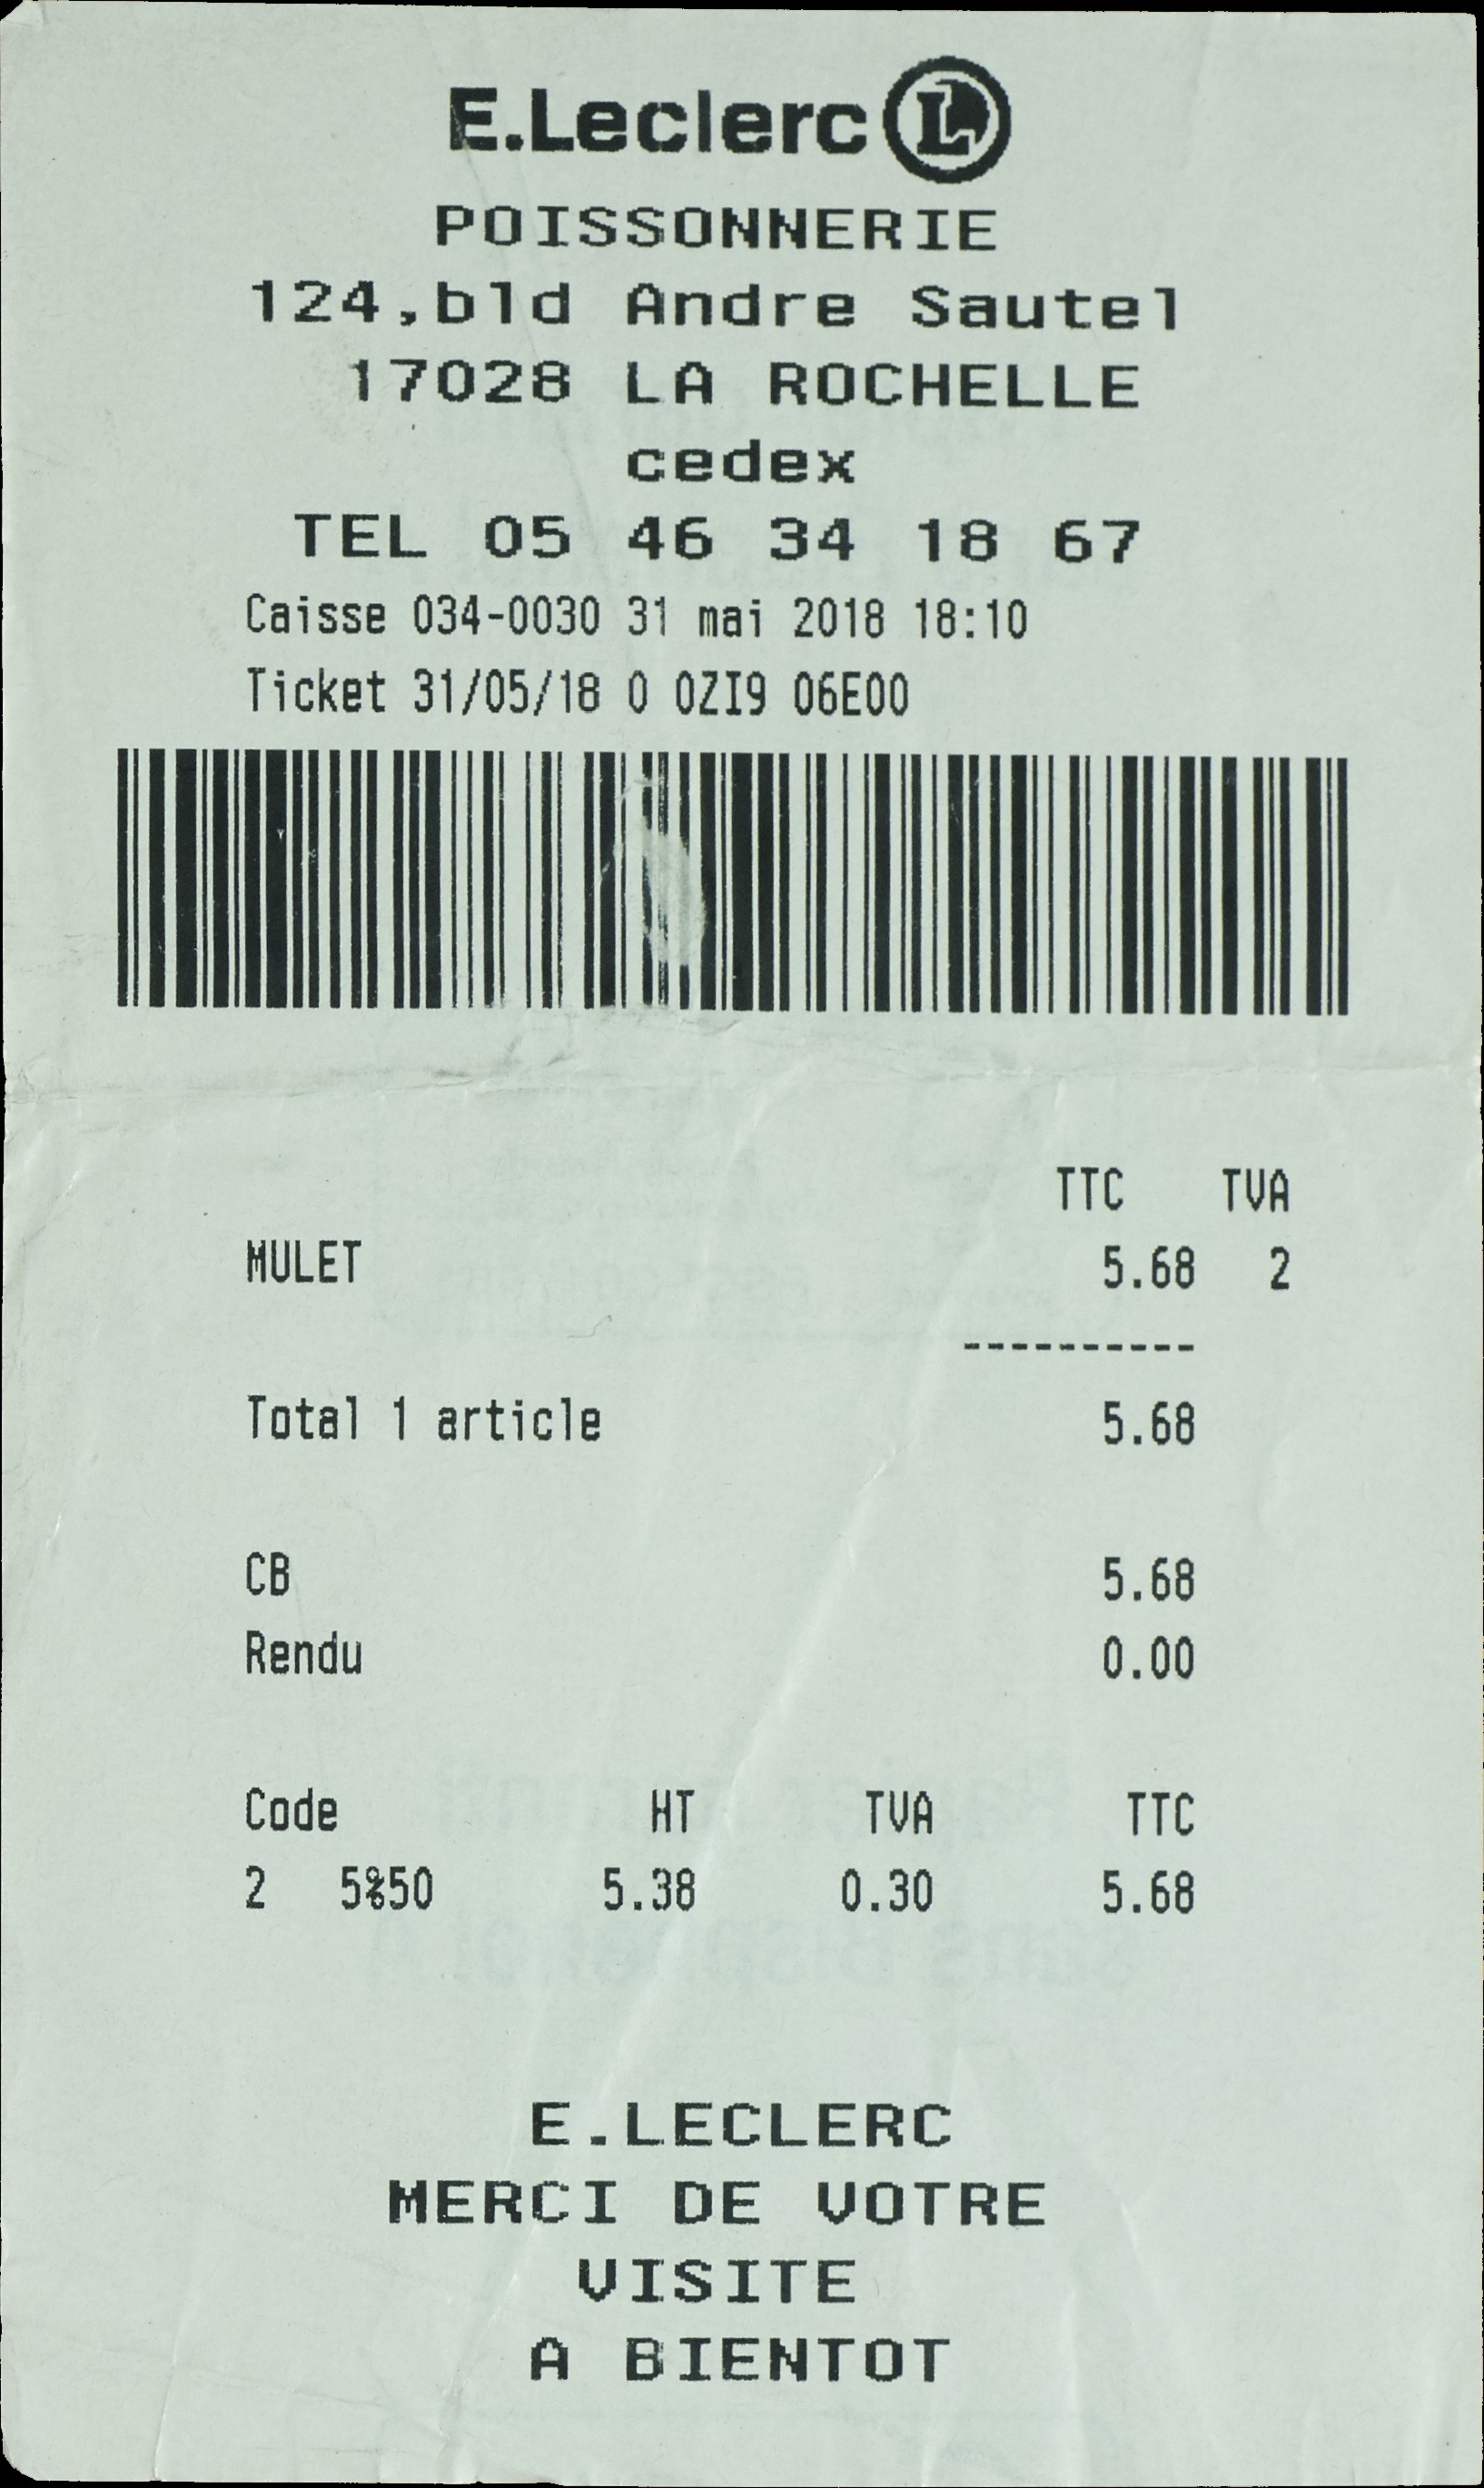 E.Leclerc L
POISSONNERIE
124,bld Andre Sautel
17028 LA ROCHELLE
cedex
TEL 05 46 34 18 67
Caisse 034-0030 31 mai 2018 18:10
Ticket 31/05/18 0 0ZI9 06E00
TTC TVA
MULET 5.68 2
----------
Total 1 article 5.68
CB 5.68
Rendu 0.00
Code HT TVA TTC
2 5%50 5.38 0.30 5.68
E.LECLERC
MERCI DE VOTRE
VISITE
A BIENTOT